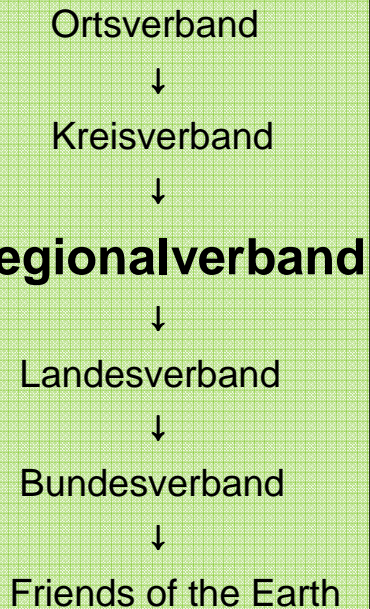 Ortsverband
↓
Kreisverband
↓
egionalverband
↓
Landesverband
↓
Bundesverband
↓
Friends of the Earth